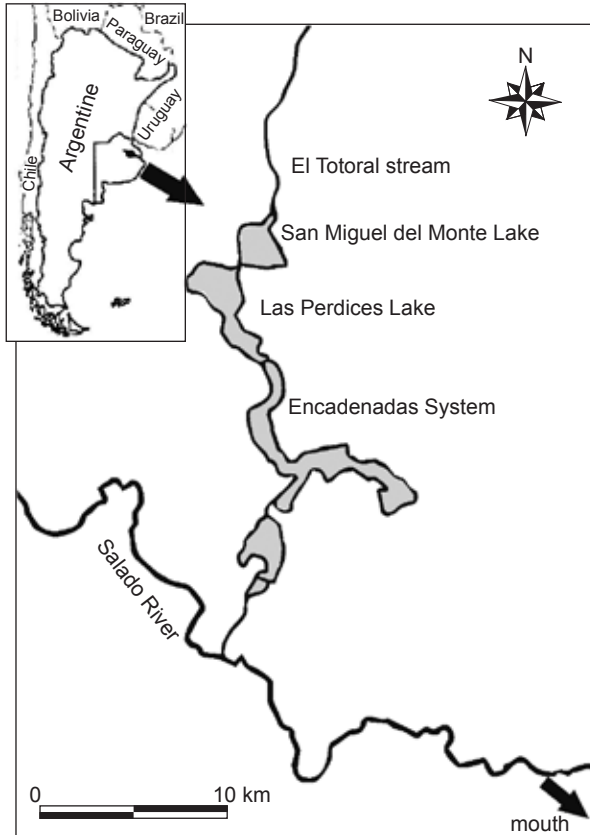 Bolivia
Brazil
Paraguay
Uruguay
Argentine
Chile
N
El Totoral stream
San Miguel del Monte Lake
Las Perdices Lake
Encadenadas System
Salado River
0 10 km
mouth